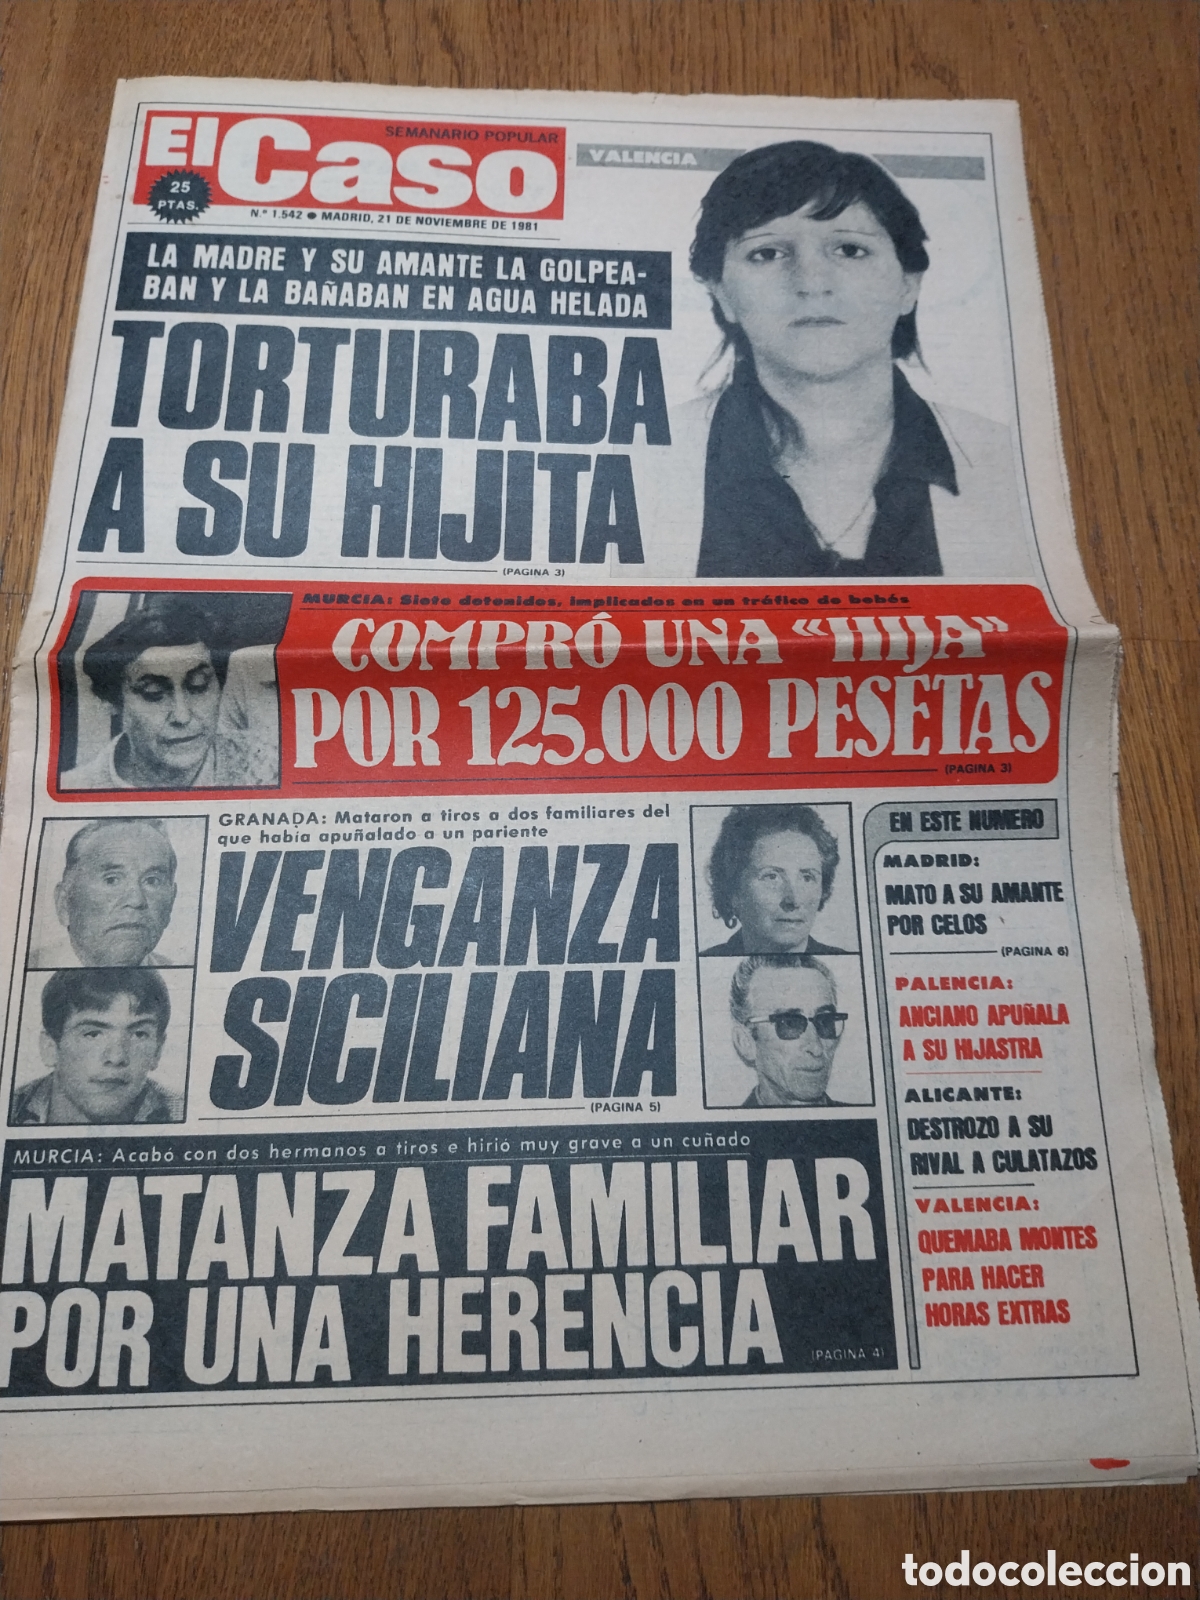 El Caso
SEMANARIO POPULAR
25
PTAS.
N.º 1.542 ● MADRID, 21 DE NOVIEMBRE DE 1981
VALENCIA
LA MADRE Y SU AMANTE LA GOLPEA-
BAN Y LA BAÑABAN EN AGUA HELADA
TORTURABA
A SU HIJITA
(PAGINA 3)
MURCIA: Siete detenidos, implicados en un tráfico de bebés
COMPRÓ UNA «HIJA»
POR 125.000 PESETAS
(PAGINA 3)
GRANADA: Mataron a tiros a dos familiares del
que había apuñalado a un pariente
VENGANZA
SICILIANA
(PAGINA 5)
MURCIA: Acabó con dos hermanos a tiros e hirió muy grave a un cuñado
MATANZA FAMILIAR
POR UNA HERENCIA
(PAGINA 4)
EN ESTE NUMERO
MADRID:
MATO A SU AMANTE
POR CELOS
(PAGINA 6)
PALENCIA:
ANCIANO APUÑALA
A SU HIJASTRA
ALICANTE:
DESTROZO A SU
RIVAL A CULATAZOS
VALENCIA:
QUEMABA MONTES
PARA HACER
HORAS EXTRAS
todocoleccion